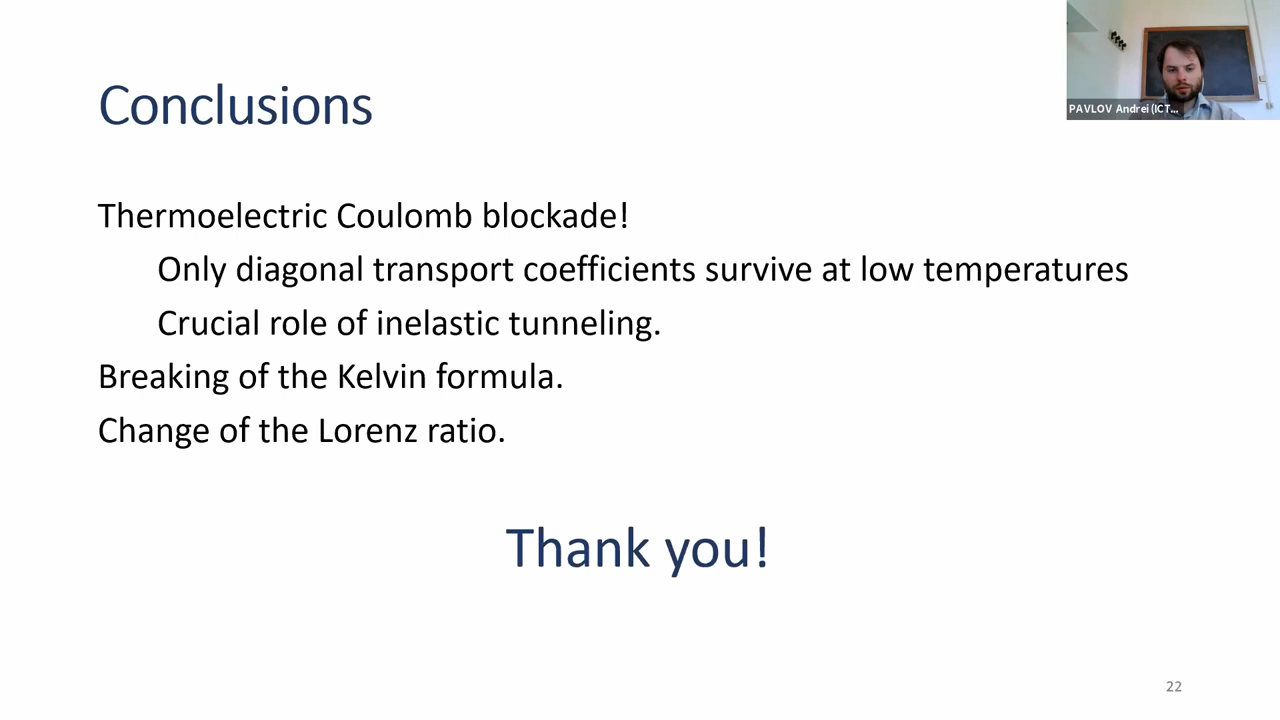 PAVLOV Andrei (ICT...
Conclusions
Thermoelectric Coulomb blockade!
Only diagonal transport coefficients survive at low temperatures
Crucial role of inelastic tunneling.
Breaking of the Kelvin formula.
Change of the Lorenz ratio.
Thank you!
22